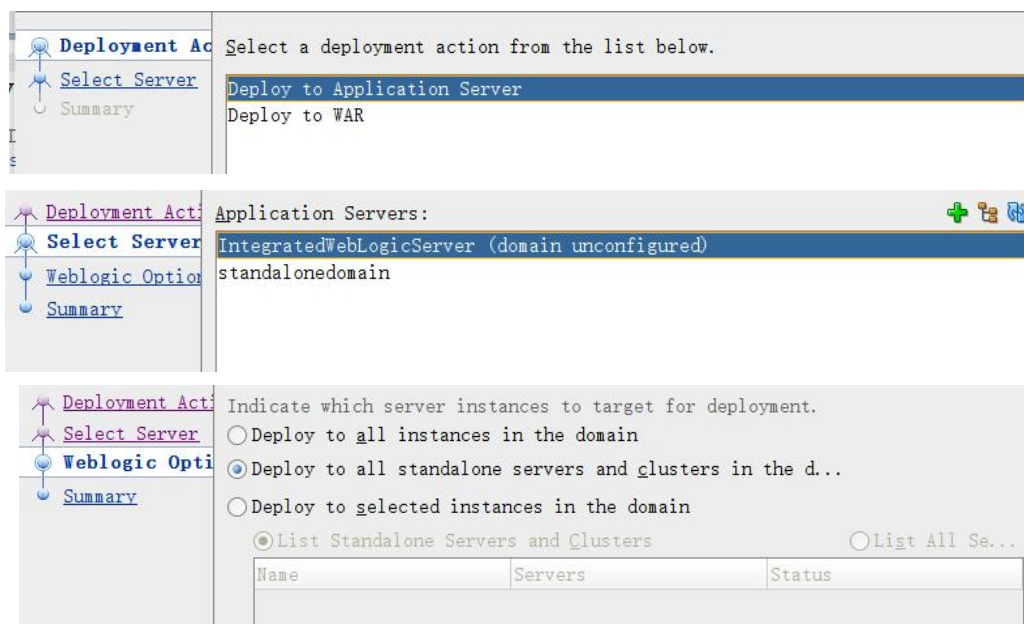 Deployment Ac
Select a deployment action from the list below.
Select Server
Summary
Deploy to Application Server
Deploy to WAR
Deployment Acti
Application Servers:
Select Server
IntegratedWebLogicServer (domain unconfigured)
Weblogic Option
standalonedomain
Summary
Deployment Acti
Indicate which server instances to target for deployment.
Select Server
Deploy to all instances in the domain
Weblogic Opti
Deploy to all standalone servers and clusters in the d...
Summary
Deploy to selected instances in the domain
List Standalone Servers and Clusters
List All Se...
Name Servers Status